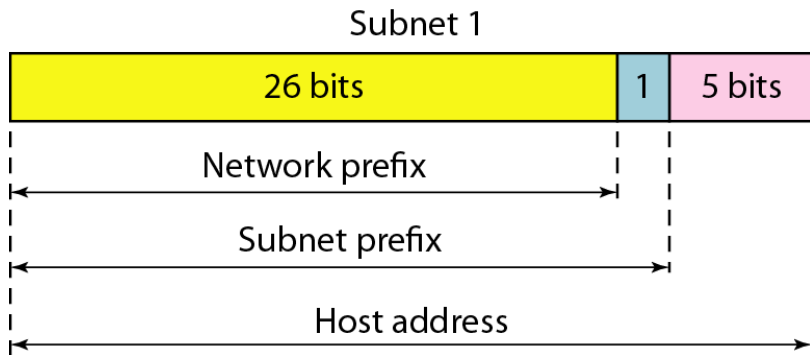 Subnet 1
26 bits 1 5 bits
Network prefix
Subnet prefix
Host address